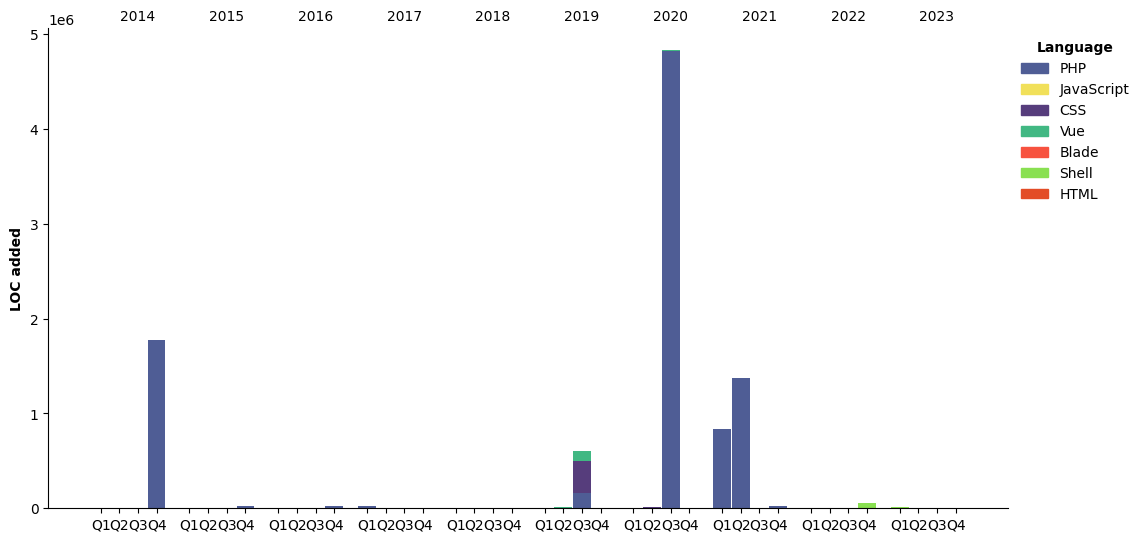 2014 2015 2016 2017 2018 2019 2020 2021 2022 2023
1e6
5
4
3
2
1
0
LOC added
Q1Q2Q3Q4 Q1Q2Q3Q4 Q1Q2Q3Q4 Q1Q2Q3Q4 Q1Q2Q3Q4 Q1Q2Q3Q4 Q1Q2Q3Q4 Q1Q2Q3Q4 Q1Q2Q3Q4 Q1Q2Q3Q4
Language
PHP
JavaScript
CSS
Vue
Blade
Shell
HTML